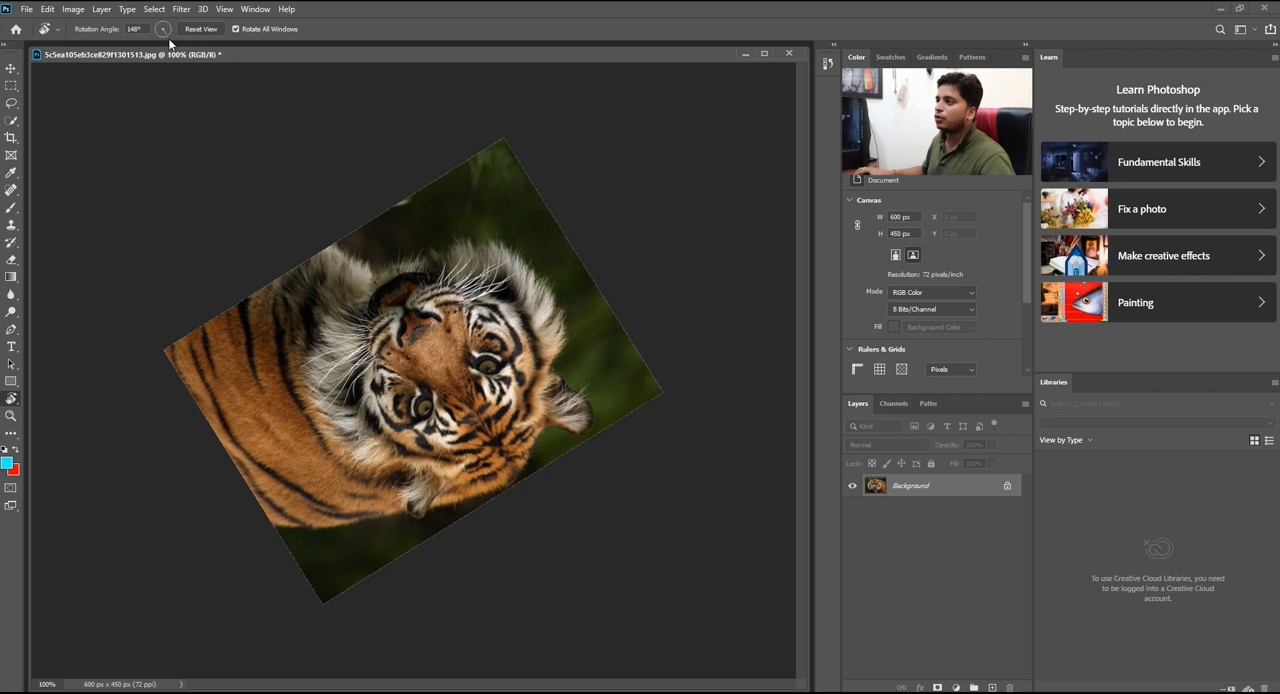 Ps File Edit Image Layer Type Select Filter 3D View Window Help
Rotation Angle: 148° Reset View Rotate All Windows
5c5ea105eb3ce829f1301513.jpg @ 100% (RGB/8) *
Color Swatches Gradients Patterns
Document
Canvas
W 600 px X 0 px
H 450 px Y 0 px
Resolution: 72 pixels/inch
Mode RGB Color
8 Bits/Channel
Fill Background Color
Rulers & Grids
Pixels
Layers Channels Paths
Kind
Normal Opacity: 100%
Lock: Fill: 100%
Background
Learn
Learn Photoshop
Step-by-step tutorials directly in the app. Pick a
topic below to begin.
Fundamental Skills
Fix a photo
Make creative effects
Painting
Libraries
Search Current Library
View by Type
To use Creative Cloud Libraries, you need
to be logged into a Creative Cloud
account.
-- KB
100% 600 px x 450 px (72 ppi)